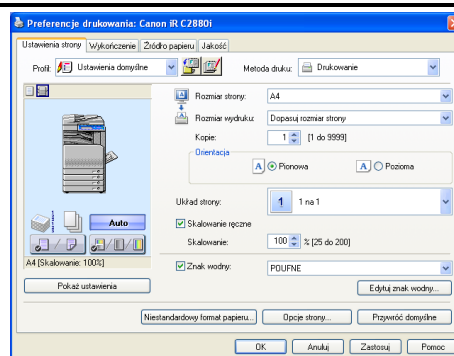 Preferencje drukowania: Canon iR C2880i
Ustawienia strony Wykończenie Źródło papieru Jakość
Profil: Ustawienia domyślne Metoda druku: Drukowanie
Rozmiar strony: A4
Rozmiar wydruku: Dopasuj rozmiar strony
Kopie: 1 [1 do 9999]
Orientacja
A Pionowa A Pozioma
Układ strony: 1 1 na 1
Auto
Skalowanie ręczne
Skalowanie: 100 % [25 do 200]
A4 [Skalowanie: 100%]
Znak wodny: POUFNE
Pokaż ustawienia Edytuj znak wodny...
Niestandardowy format papieru... Opcje strony... Przywróć domyślne
OK Anuluj Zastosuj Pomoc